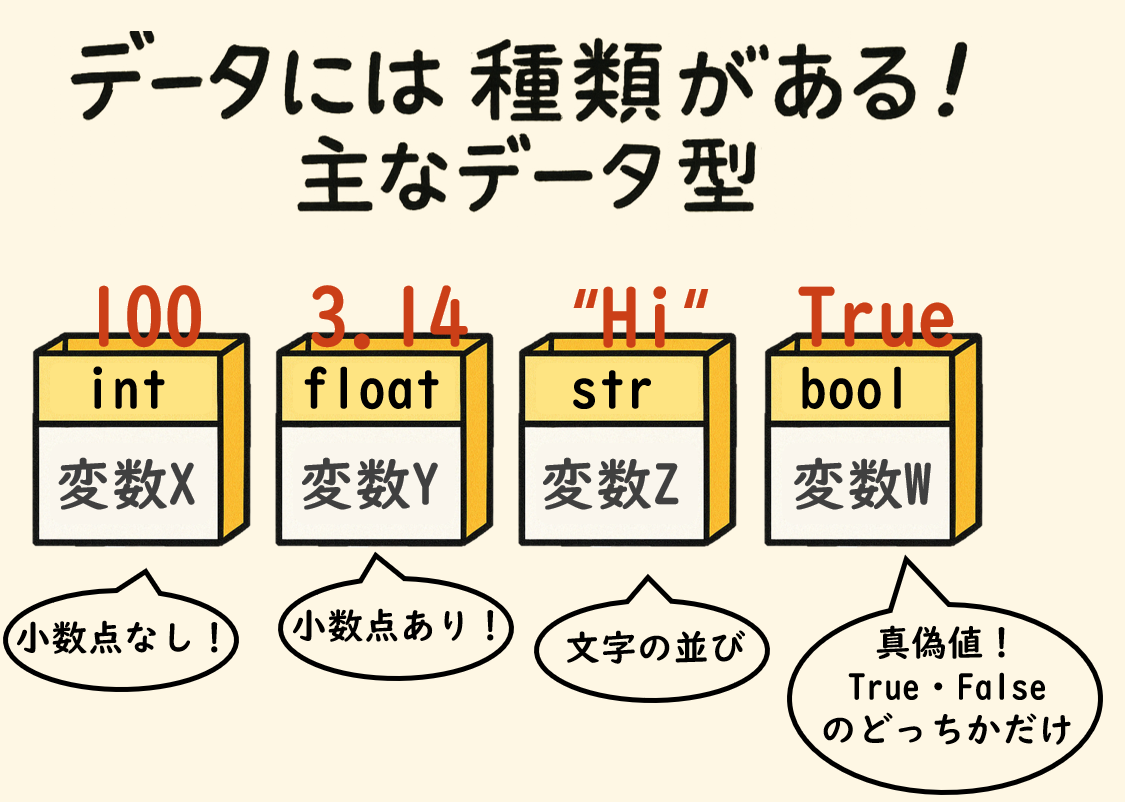 データには種類がある!
主なデータ型
100
int
変数X
小数点なし!
3.14
float
変数Y
小数点あり!
"Hi"
str
変数Z
文字の並び
True
bool
変数W
真偽値!
True・False
のどっちかだけ